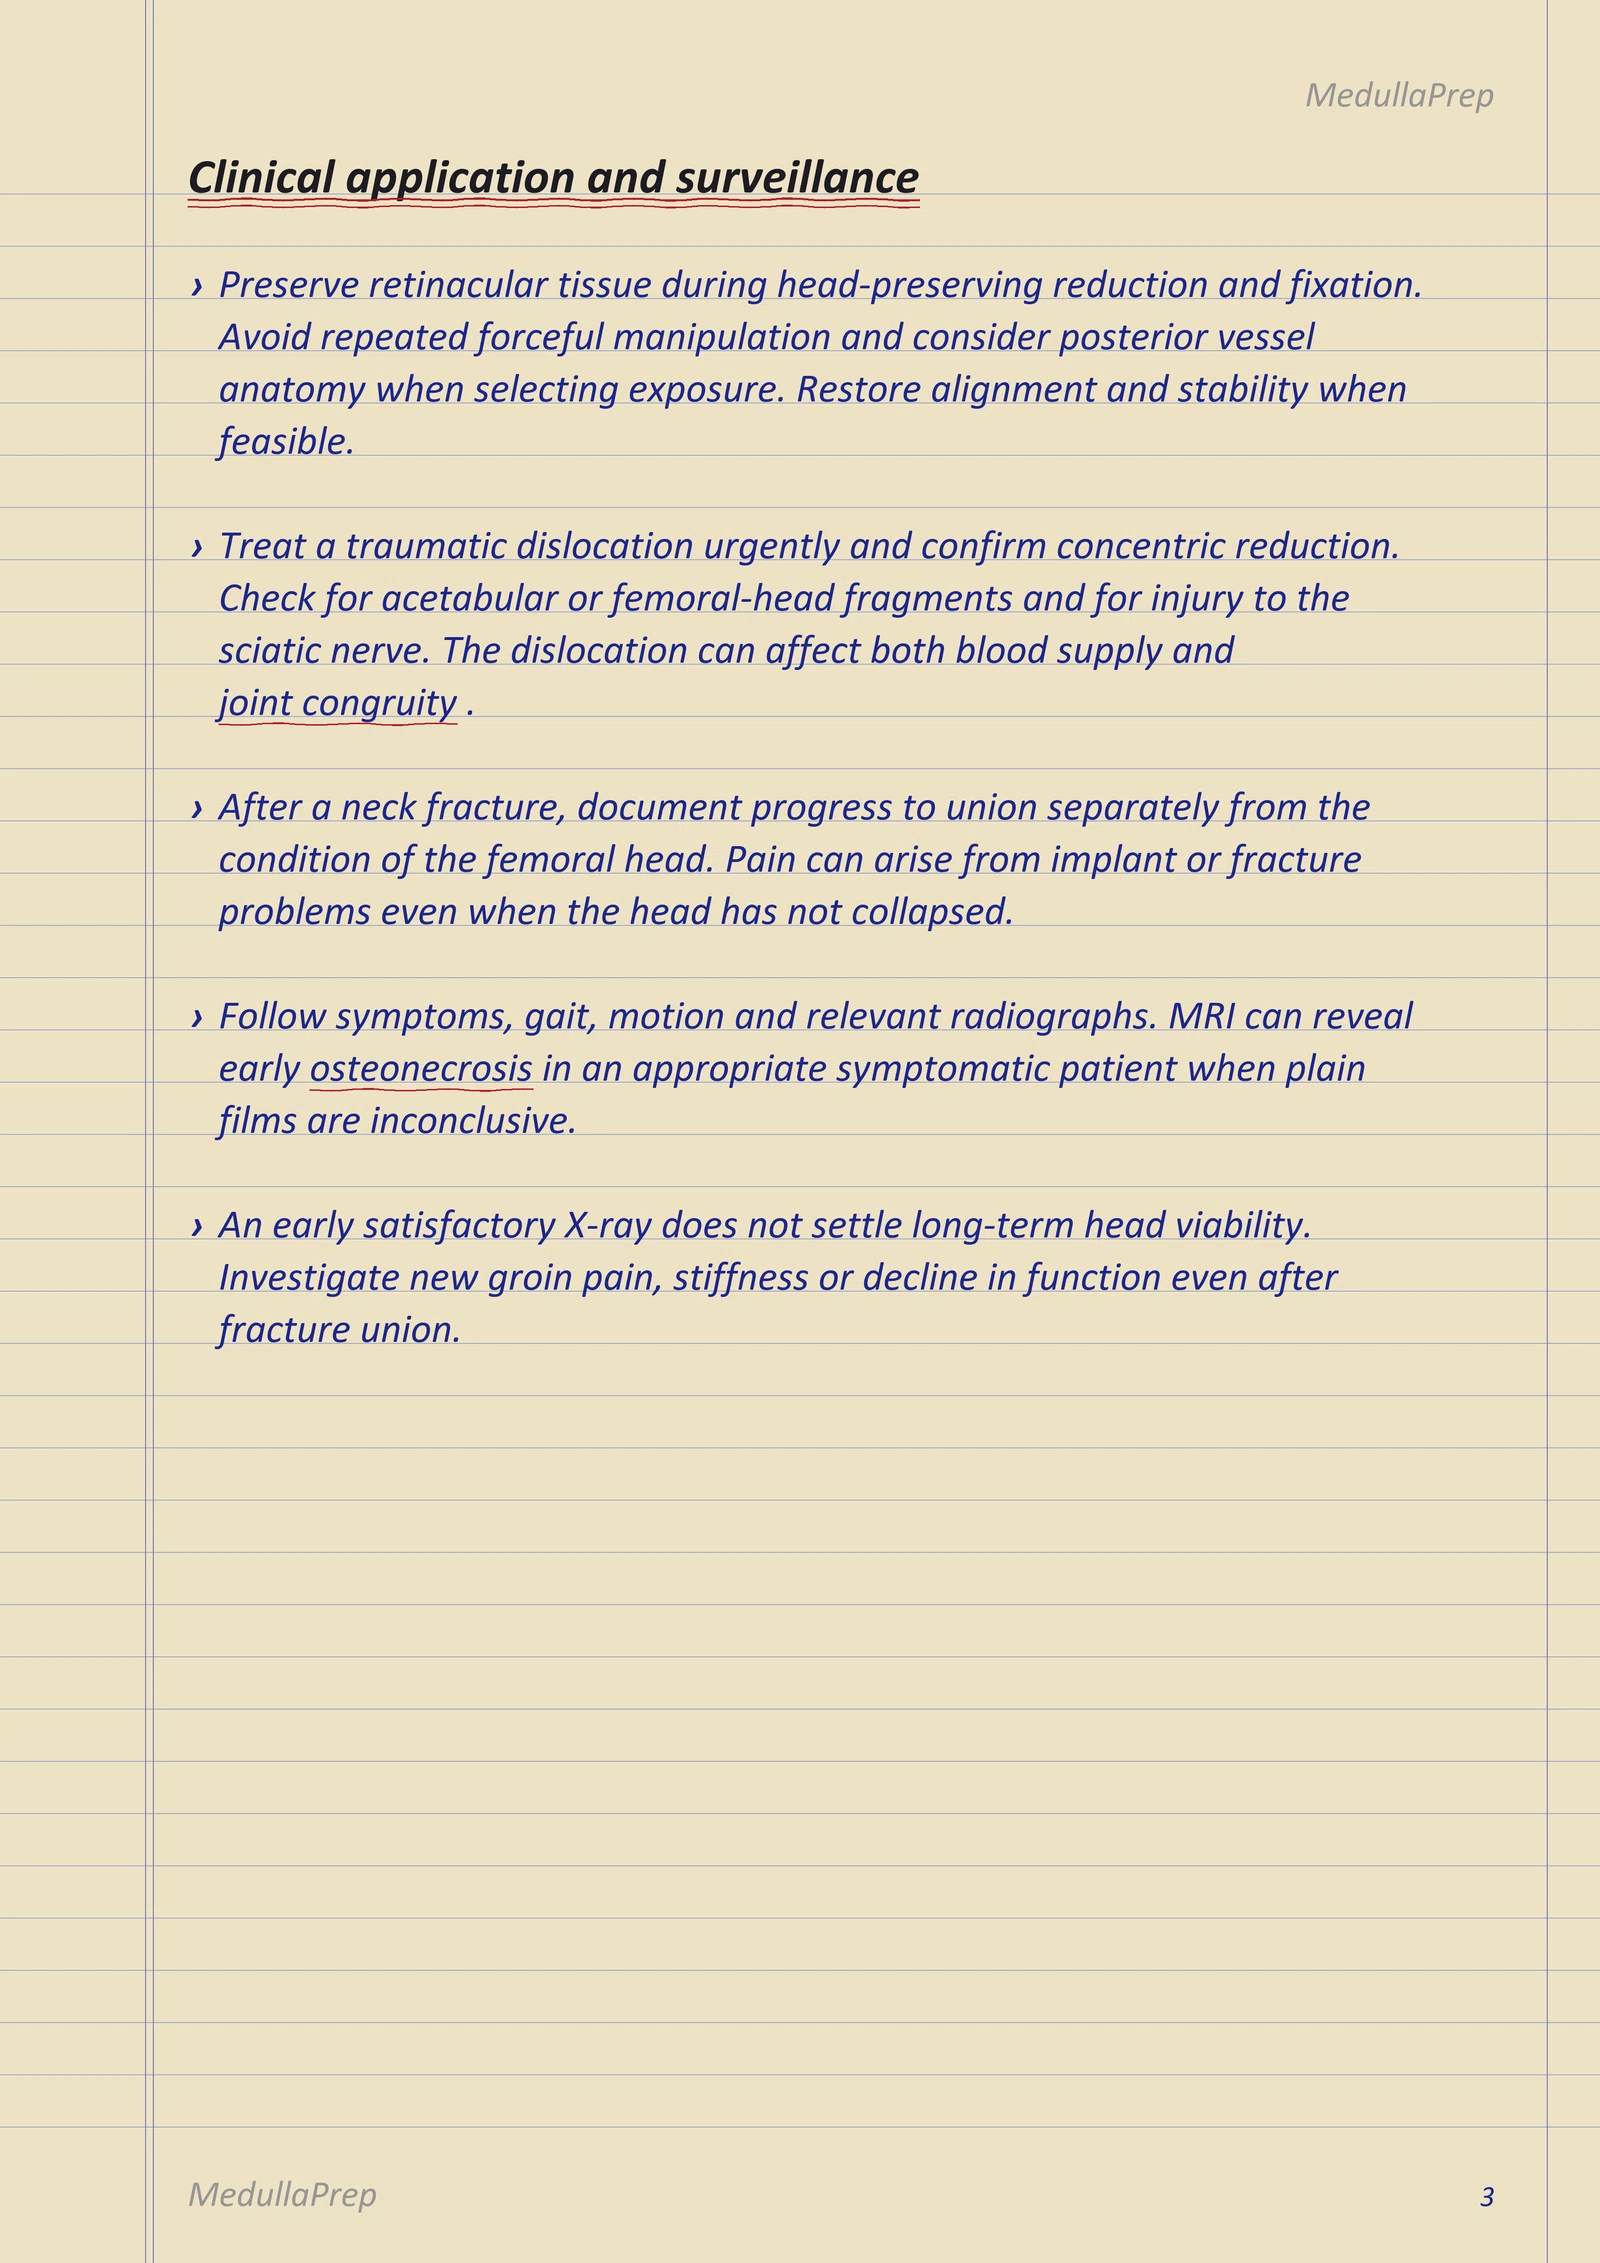 MedullaPrep
Clinical application and surveillance
› Preserve retinacular tissue during head-preserving reduction and fixation.
Avoid repeated forceful manipulation and consider posterior vessel
anatomy when selecting exposure. Restore alignment and stability when
feasible.
› Treat a traumatic dislocation urgently and confirm concentric reduction.
Check for acetabular or femoral-head fragments and for injury to the
sciatic nerve. The dislocation can affect both blood supply and
joint congruity .
› After a neck fracture, document progress to union separately from the
condition of the femoral head. Pain can arise from implant or fracture
problems even when the head has not collapsed.
› Follow symptoms, gait, motion and relevant radiographs. MRI can reveal
early osteonecrosis in an appropriate symptomatic patient when plain
films are inconclusive.
› An early satisfactory X-ray does not settle long-term head viability.
Investigate new groin pain, stiffness or decline in function even after
fracture union.
MedullaPrep
3